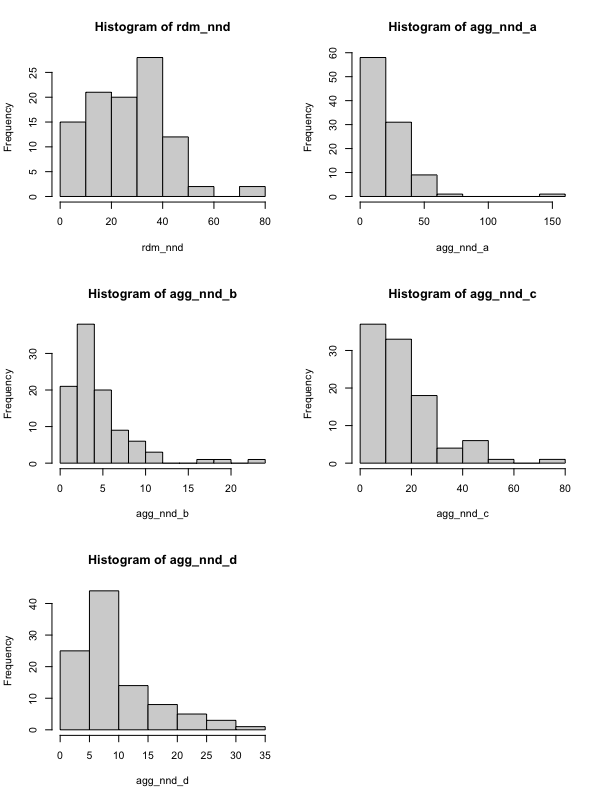 Histogram of rdm_nnd
Frequency
0 5 10 15 20 25
0 20 40 60 80
rdm_nnd
Histogram of agg_nnd_a
Frequency
0 10 20 30 40 50 60
0 50 100 150
agg_nnd_a
Histogram of agg_nnd_b
Frequency
0 10 20 30
0 5 10 15 20
agg_nnd_b
Histogram of agg_nnd_c
Frequency
0 10 20 30
0 20 40 60 80
agg_nnd_c
Histogram of agg_nnd_d
Frequency
0 10 20 30 40
0 5 10 15 20 25 30 35
agg_nnd_d